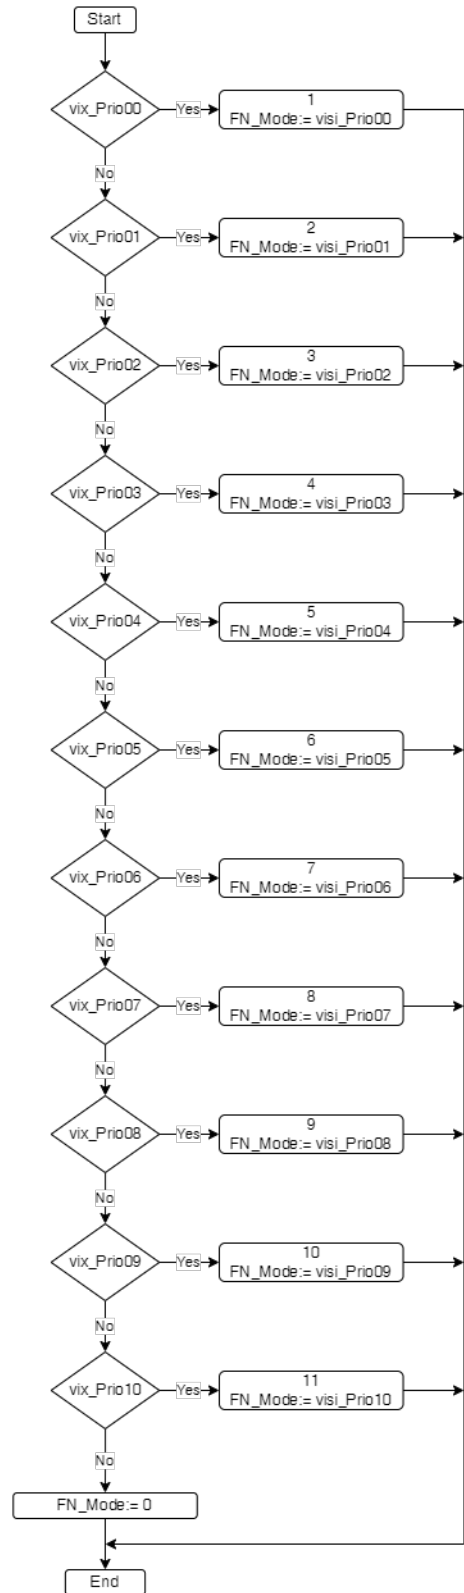 Start
vix_Prio00
Yes
1
FN_Mode:= visi_Prio00
No
vix_Prio01
Yes
2
FN_Mode:= visi_Prio01
No
vix_Prio02
Yes
3
FN_Mode:= visi_Prio02
No
vix_Prio03
Yes
4
FN_Mode:= visi_Prio03
No
vix_Prio04
Yes
5
FN_Mode:= visi_Prio04
No
vix_Prio05
Yes
6
FN_Mode:= visi_Prio05
No
vix_Prio06
Yes
7
FN_Mode:= visi_Prio06
No
vix_Prio07
Yes
8
FN_Mode:= visi_Prio07
No
vix_Prio08
Yes
9
FN_Mode:= visi_Prio08
No
vix_Prio09
Yes
10
FN_Mode:= visi_Prio09
No
vix_Prio10
Yes
11
FN_Mode:= visi_Prio10
No
FN_Mode:= 0
End